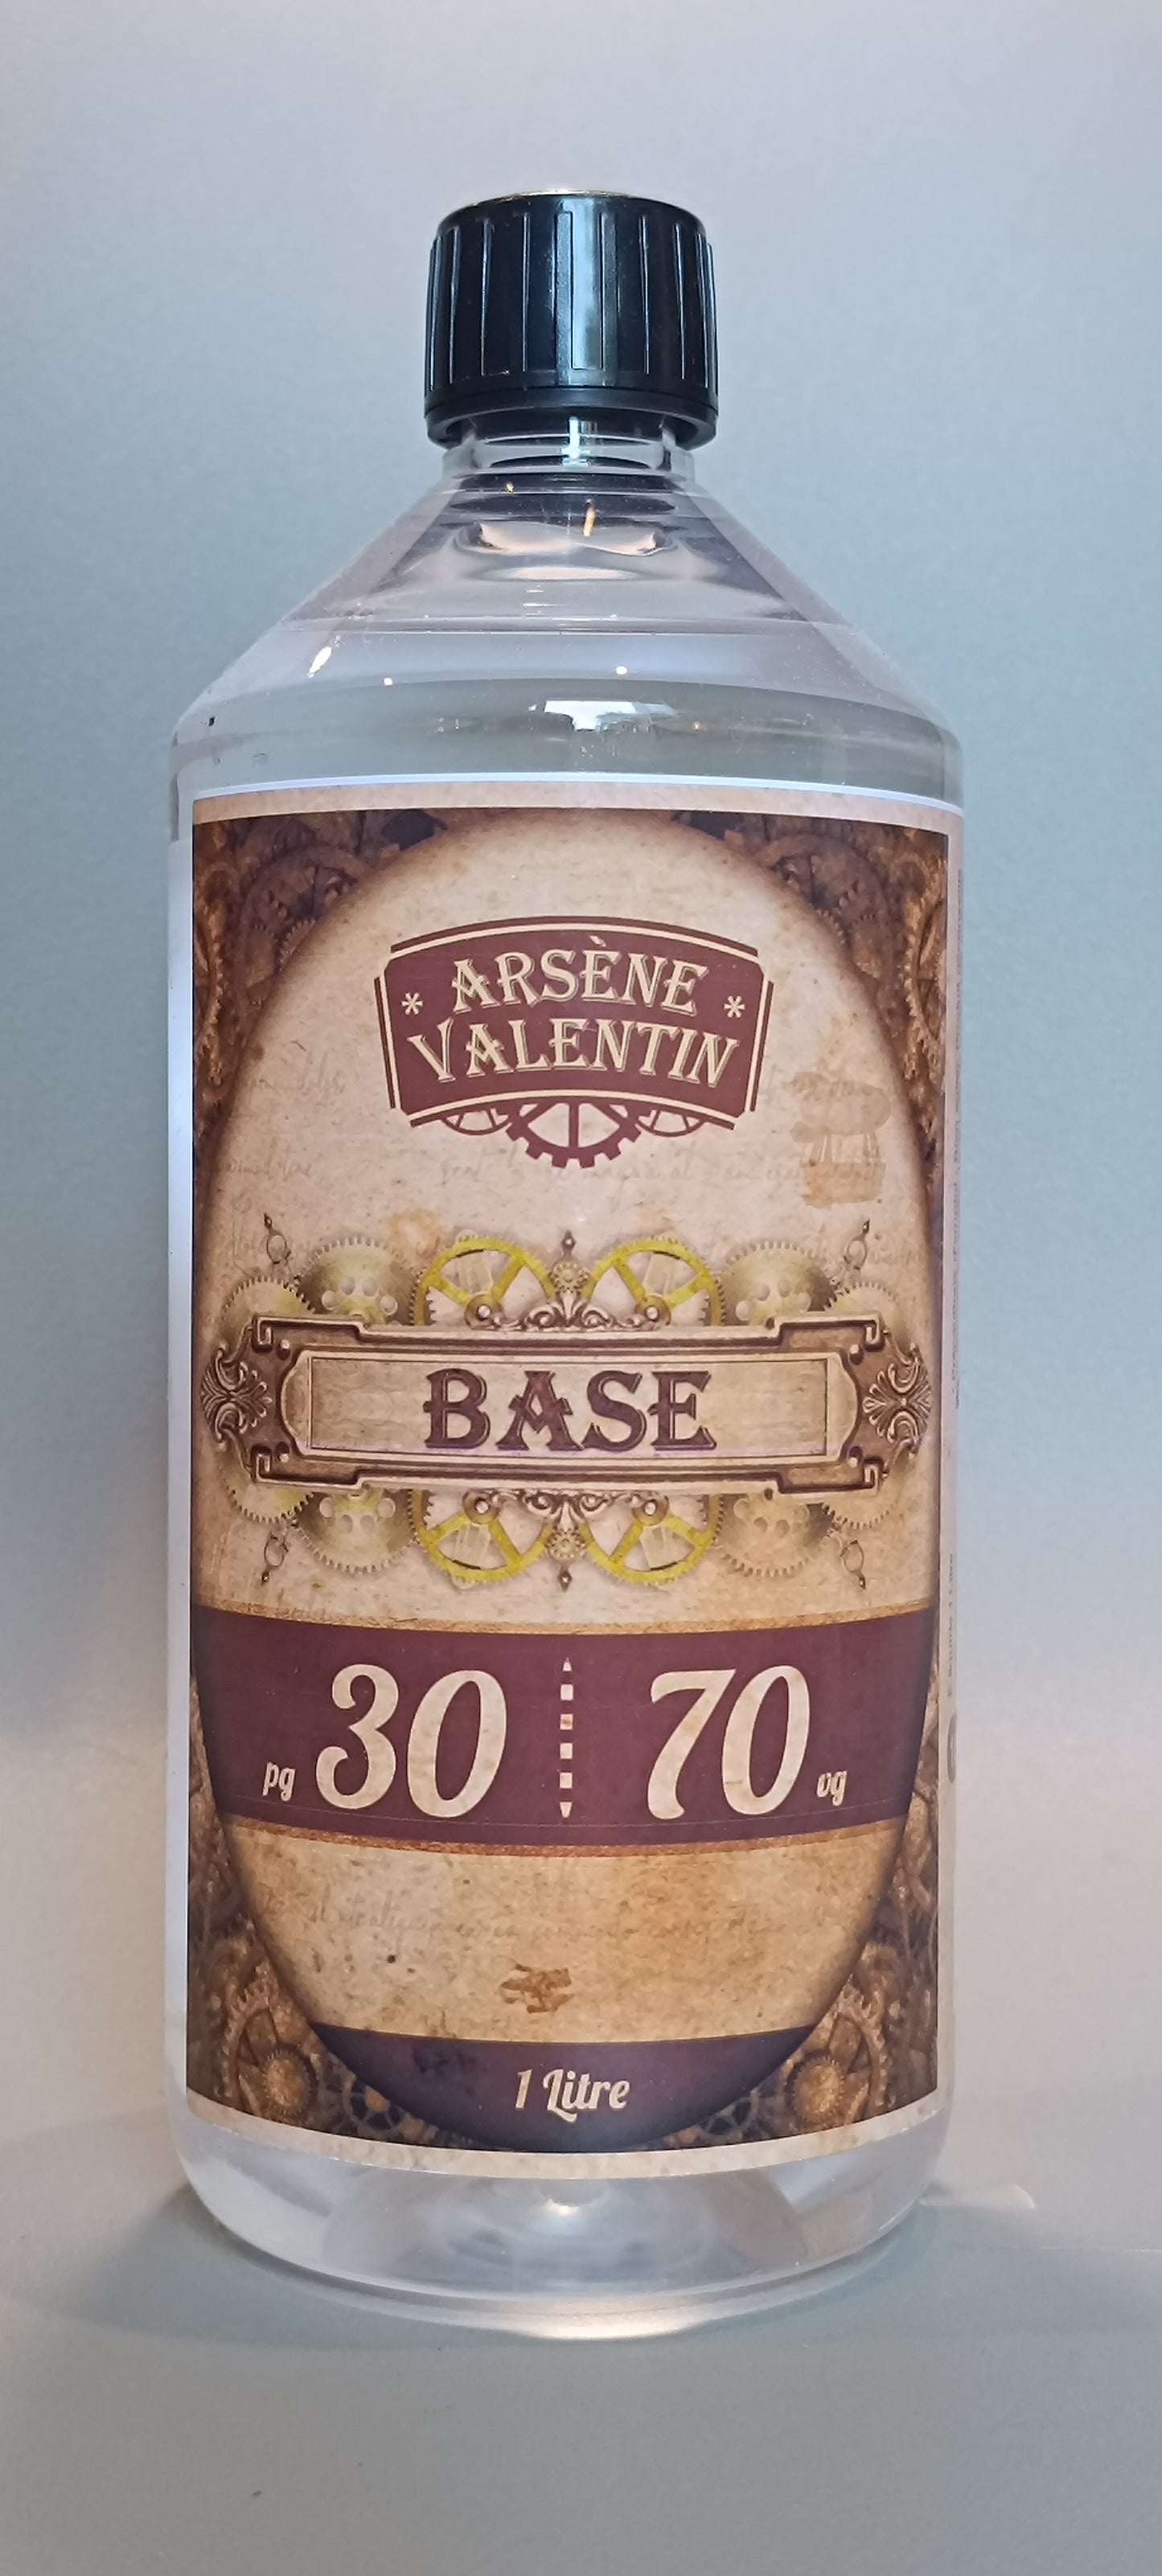 ARSÈNE
VALENTIN
BASE
pg 30 70 vg
1 Litre